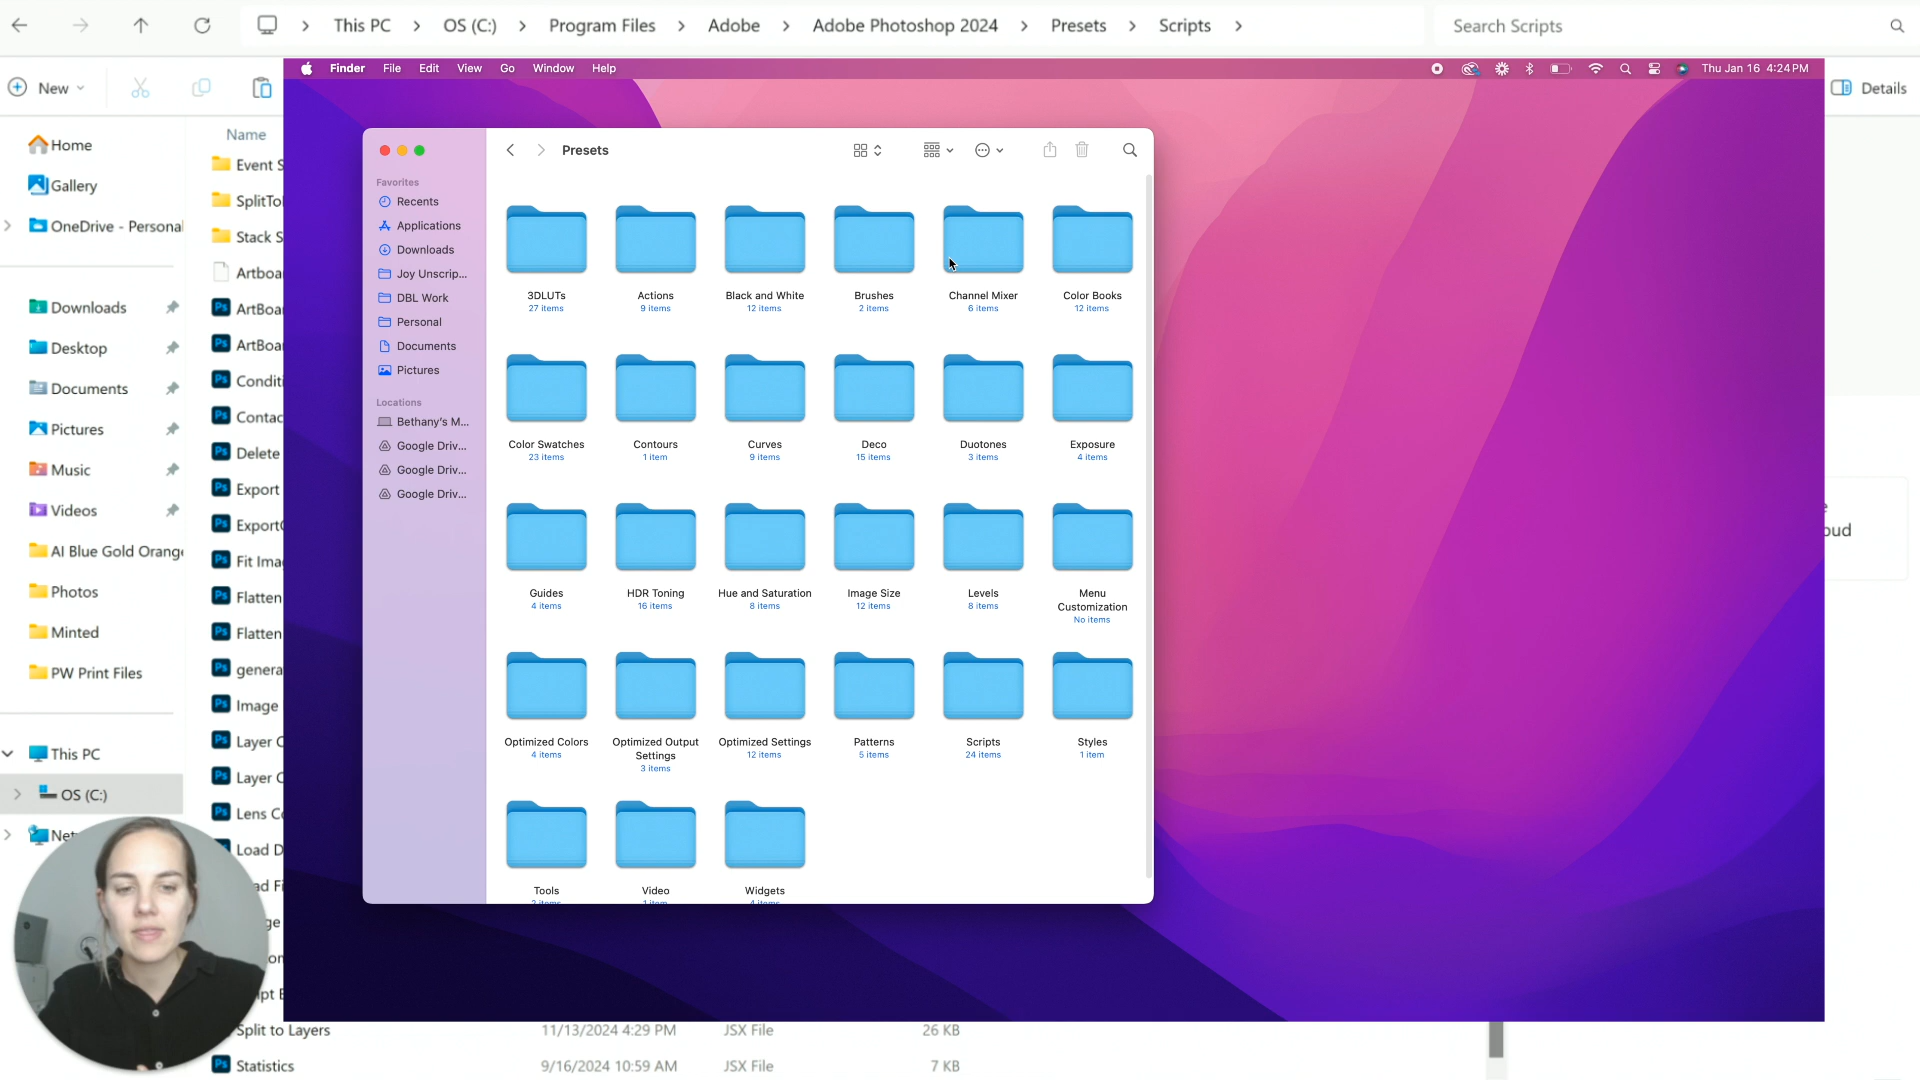 This PC > OS (C:) > Program Files > Adobe > Adobe Photoshop 2024 > Presets > Scripts >
Search Scripts
New
Details
Finder File Edit View Go Window Help
Thu Jan 16 4:24 PM
Home
Gallery
OneDrive - Personal
Downloads
Desktop
Documents
Pictures
Music
Videos
AI Blue Gold Orange
Photos
Minted
PW Print Files
This PC
OS (C:)
Net
Name
Event S
SplitTo
Stack S
Artboa
ArtBoa
ArtBoa
Conditi
Contac
Delete
Export
Export
Fit Ima
Flatten
Flatten
genera
Image
Layer C
Layer C
Lens Co
Load D
ad Fi
ge
om
ipt E
Split to Layers 11/13/2024 4:29 PM JSX File 26 KB
Statistics 9/16/2024 10:59 AM JSX File 7 KB
Presets
Favorites
Recents
Applications
Downloads
Joy Unscrip...
DBL Work
Personal
Documents
Pictures
Locations
Bethany's M...
Google Driv...
Google Driv...
Google Driv...
3DLUTs Actions Black and White Brushes Channel Mixer Color Books
27 items 9 items 12 items 2 items 6 items 12 items
Color Swatches Contours Curves Deco Duotones Exposure
23 items 1 item 9 items 15 items 3 items 4 items
Guides HDR Toning Hue and Saturation Image Size Levels Menu
Customization
4 items 16 items 8 items 12 items 8 items No items
Optimized Colors Optimized Output Optimized Settings Patterns Scripts Styles
Settings
4 items 3 items 12 items 5 items 24 items 1 item
Tools Video Widgets
2 items 1 item 4 items
e
oud